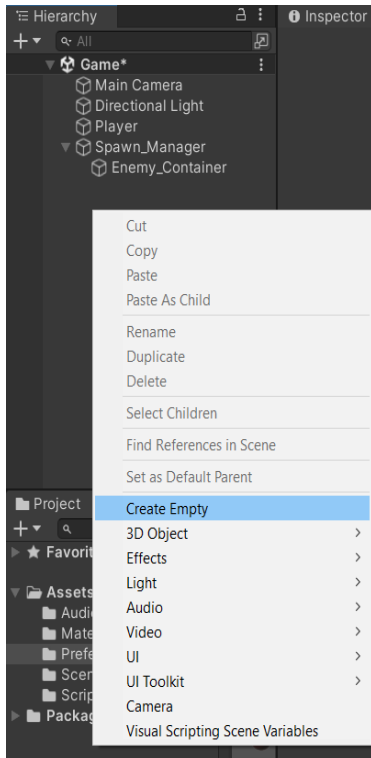 Hierarchy
Inspector
All
Game*
Main Camera
Directional Light
Player
Spawn_Manager
Enemy_Container
Cut
Copy
Paste
Paste As Child
Rename
Duplicate
Delete
Select Children
Find References in Scene
Set as Default Parent
Create Empty
3D Object
Effects
Light
Audio
Video
UI
UI Toolkit
Camera
Visual Scripting Scene Variables
Project
Favorit
Assets
Audi
Mate
Prefe
Scen
Scrip
Packag